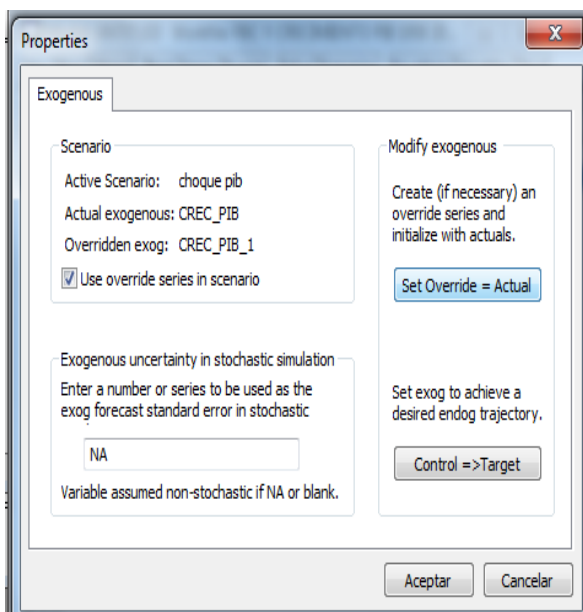 Properties
Exogenous
Scenario
Active Scenario: choque pib
Actual exogenous: CREC_PIB
Overridden exog: CREC_PIB_1
Use override series in scenario
Exogenous uncertainty in stochastic simulation
Enter a number or series to be used as the
exog forecast standard error in stochastic
NA
Variable assumed non-stochastic if NA or blank.
Modify exogenous
Create (if necessary) an
override series and
initialize with actuals.
Set Override = Actual
Set exog to achieve a
desired endog trajectory.
Control =>Target
Aceptar
Cancelar